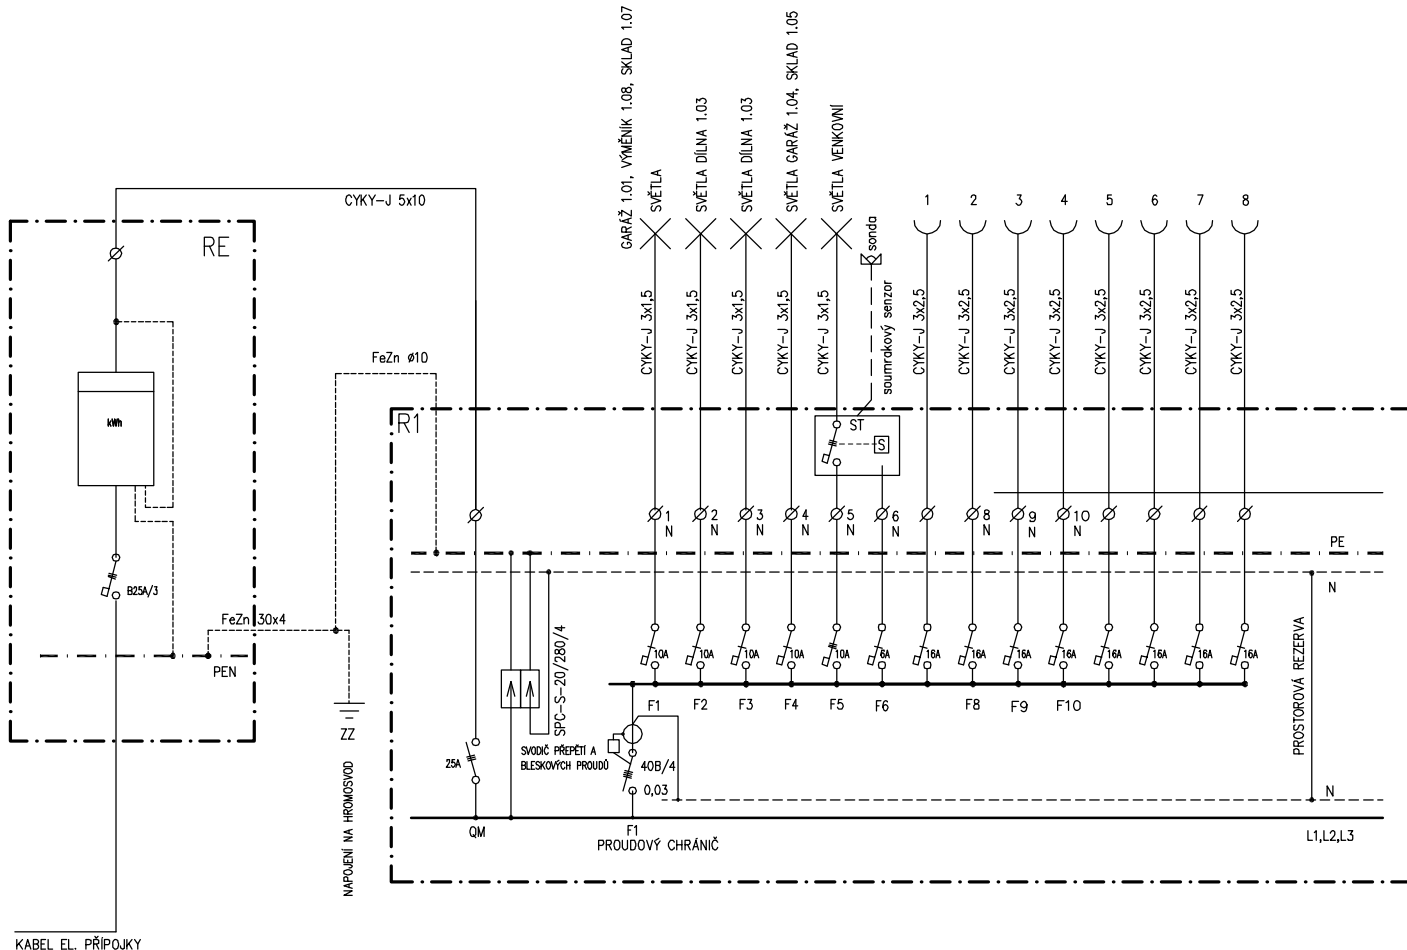 GARÁŽ 1.01, VÝMĚNÍK 1.08, SKLAD 1.07
SVĚTLA
SVĚTLA DÍLNA 1.03
SVĚTLA DÍLNA 1.03
SVĚTLA GARÁŽ 1.04, SKLAD 1.05
SVĚTLA VENKOVNÍ
sonda
soumrakový senzor
1
2
3
4
5
6
7
8
CYKY-J 5x10
RE
CYKY-J 3x1,5
CYKY-J 3x1,5
CYKY-J 3x1,5
CYKY-J 3x1,5
CYKY-J 3x1,5
CYKY-J 3x2,5
CYKY-J 3x2,5
CYKY-J 3x2,5
CYKY-J 3x2,5
CYKY-J 3x2,5
CYKY-J 3x2,5
CYKY-J 3x2,5
CYKY-J 3x2,5
FeZn ø10
R1
kWh
ST
S
1
N
2
N
3
N
4
N
5
N
6
N
8
N
9
N
10
N
PE
N
B25A/3
FeZn 30x4
PEN
ZZ
NAPOJENÍ NA HROMOSVOD
10A
10A
10A
10A
10A
6A
16A
16A
16A
16A
16A
16A
16A
16A
F1
F2
F3
F4
F5
F6
F8
F9
F10
SPC-S-20/280/4
SVODIČ PŘEPĚTÍ A
BLESKOVÝCH PROUDŮ
25A
40B/4
0,03
PROSTOROVÁ REZERVA
N
QM
F1
PROUDOVÝ CHRÁNIČ
L1,L2,L3
KABEL EL. PŘÍPOJKY